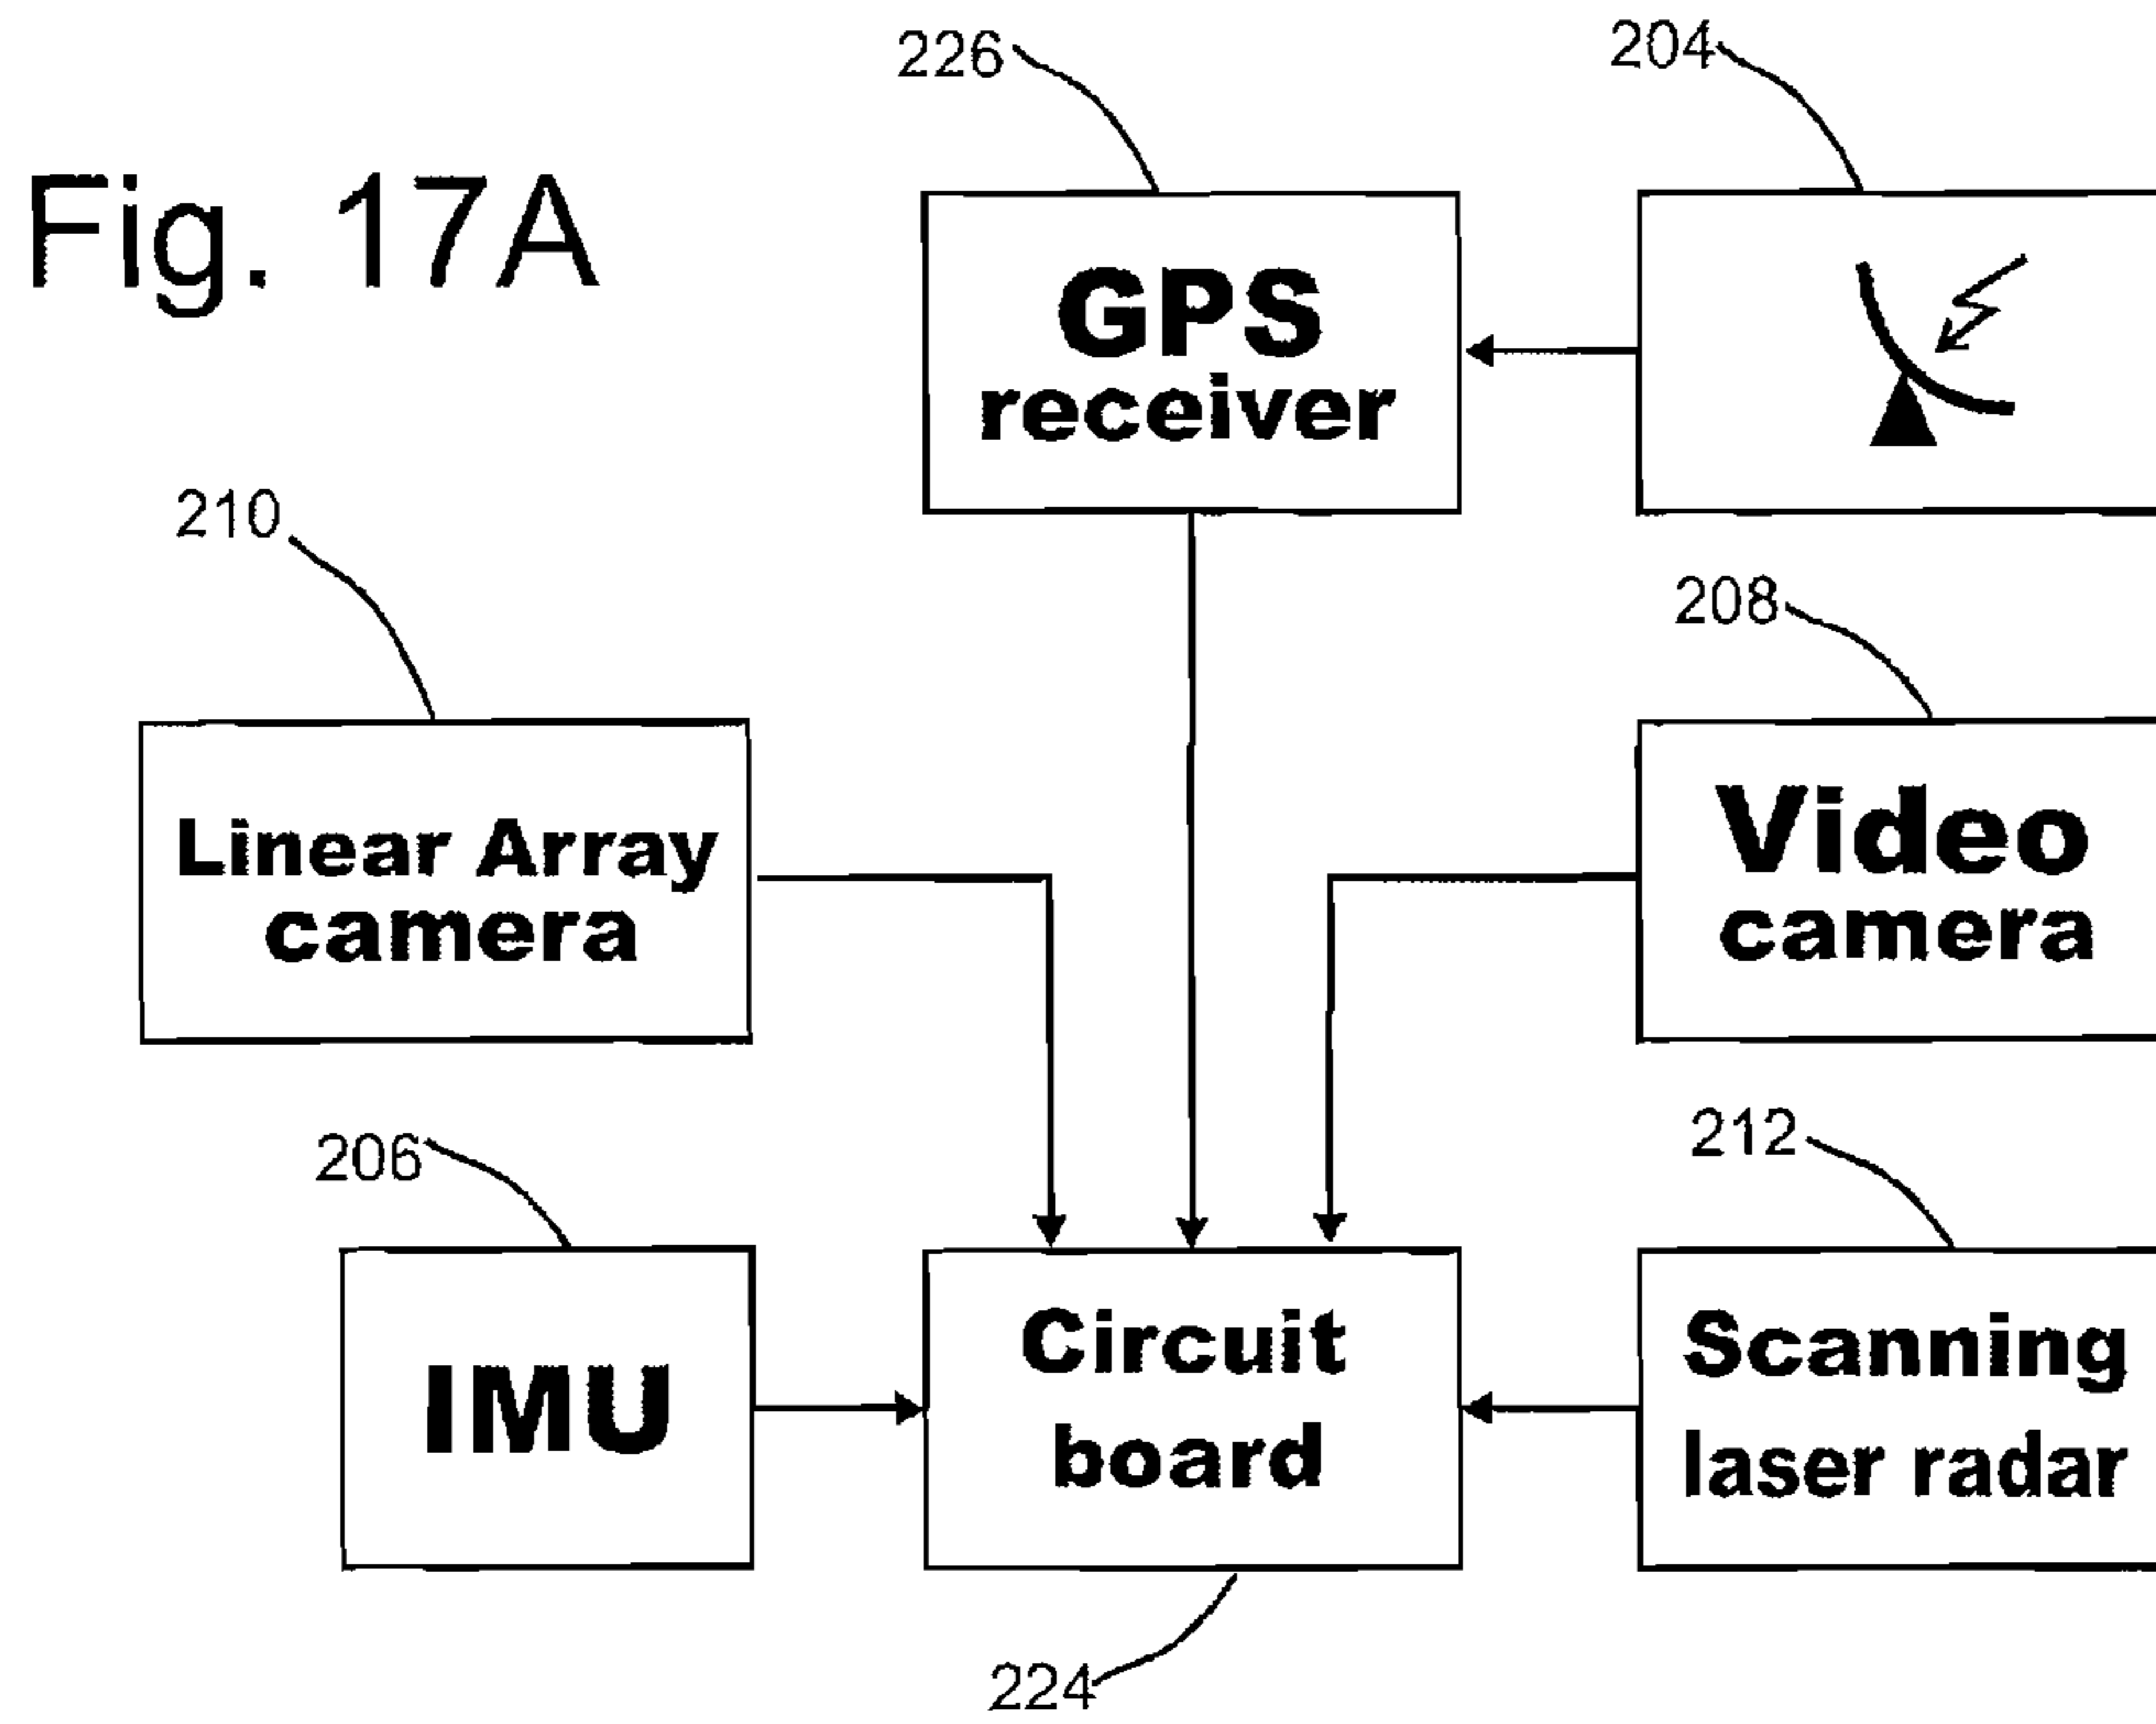 226
204
Fig. 17A
GPS
receiver
210
208
Linear Array
camera
Video
camera
206
212
IMU
Circuit
board
Scanning
laser radar
224